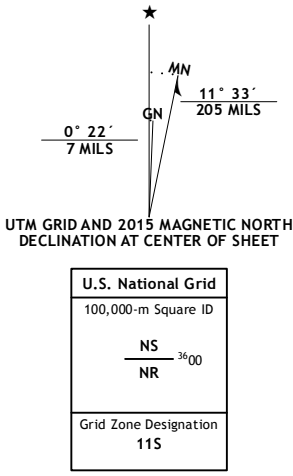 ★
MN
GN
11° 33´
205 MILS
0° 22´
7 MILS
UTM GRID AND 2015 MAGNETIC NORTH
DECLINATION AT CENTER OF SHEET
U.S. National Grid
100,000-m Square ID
NS
³⁶00
NR
Grid Zone Designation
11S